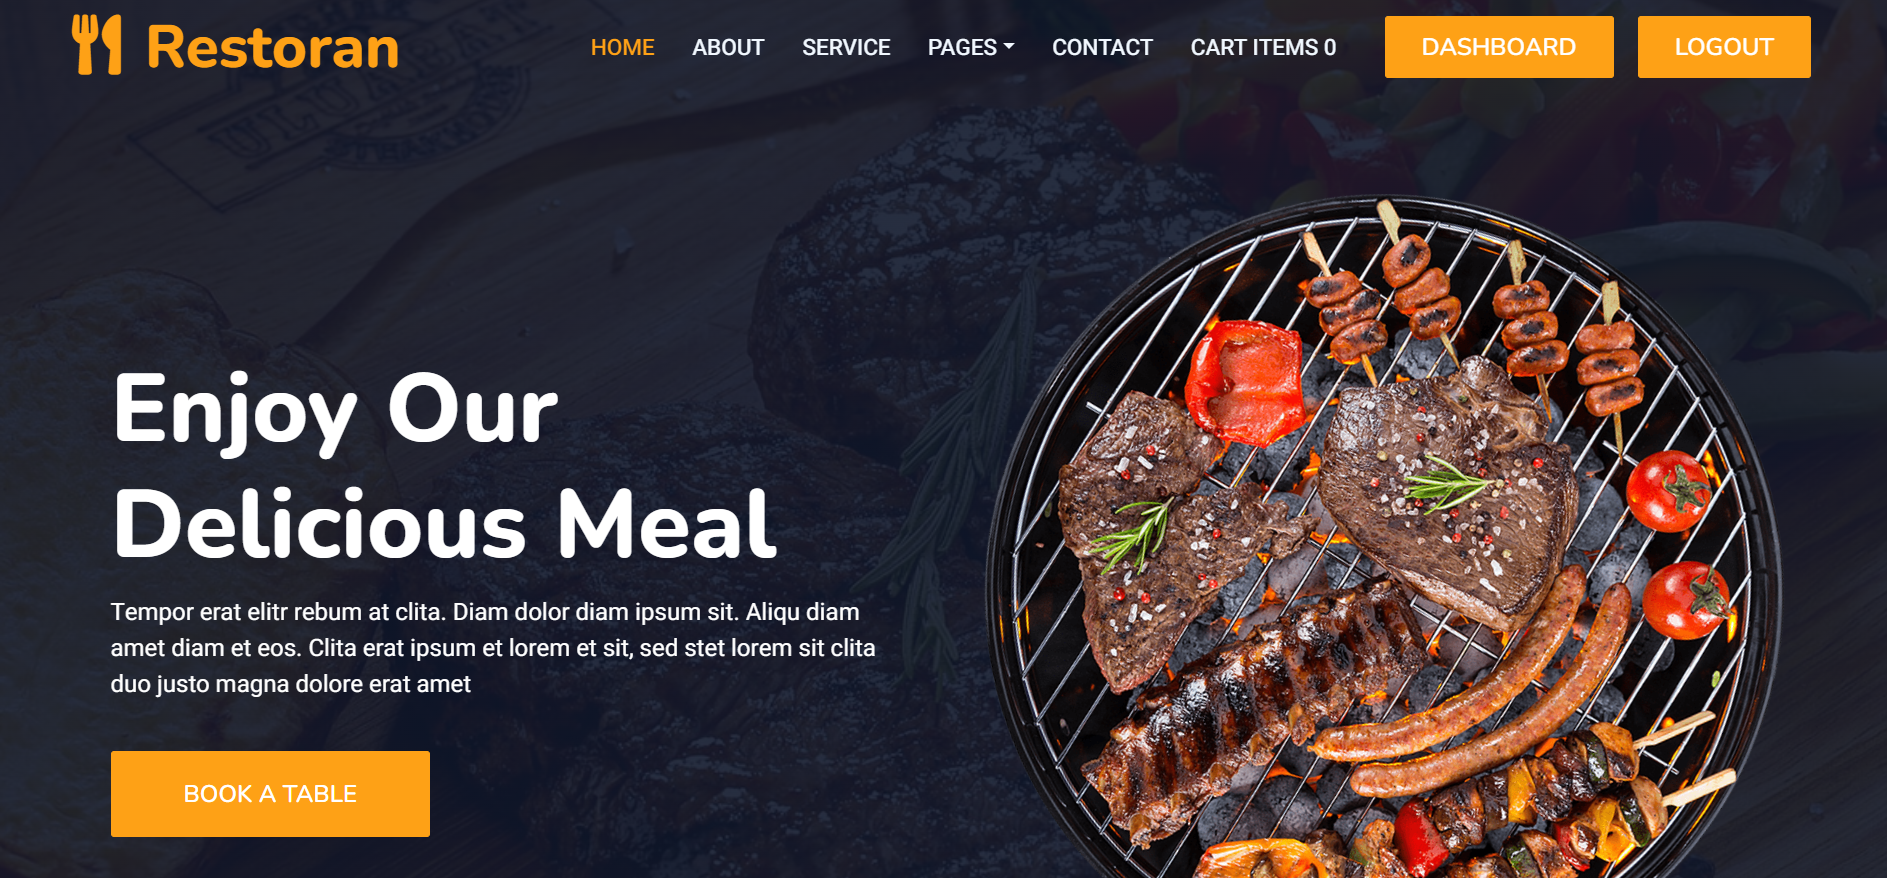 Restoran
HOME ABOUT SERVICE PAGES CONTACT CART ITEMS 0 DASHBOARD LOGOUT
Enjoy Our
Delicious Meal
Tempor erat elitr rebum at clita. Diam dolor diam ipsum sit. Aliqu diam
amet diam et eos. Clita erat ipsum et lorem et sit, sed stet lorem sit clita
duo justo magna dolore erat amet
BOOK A TABLE